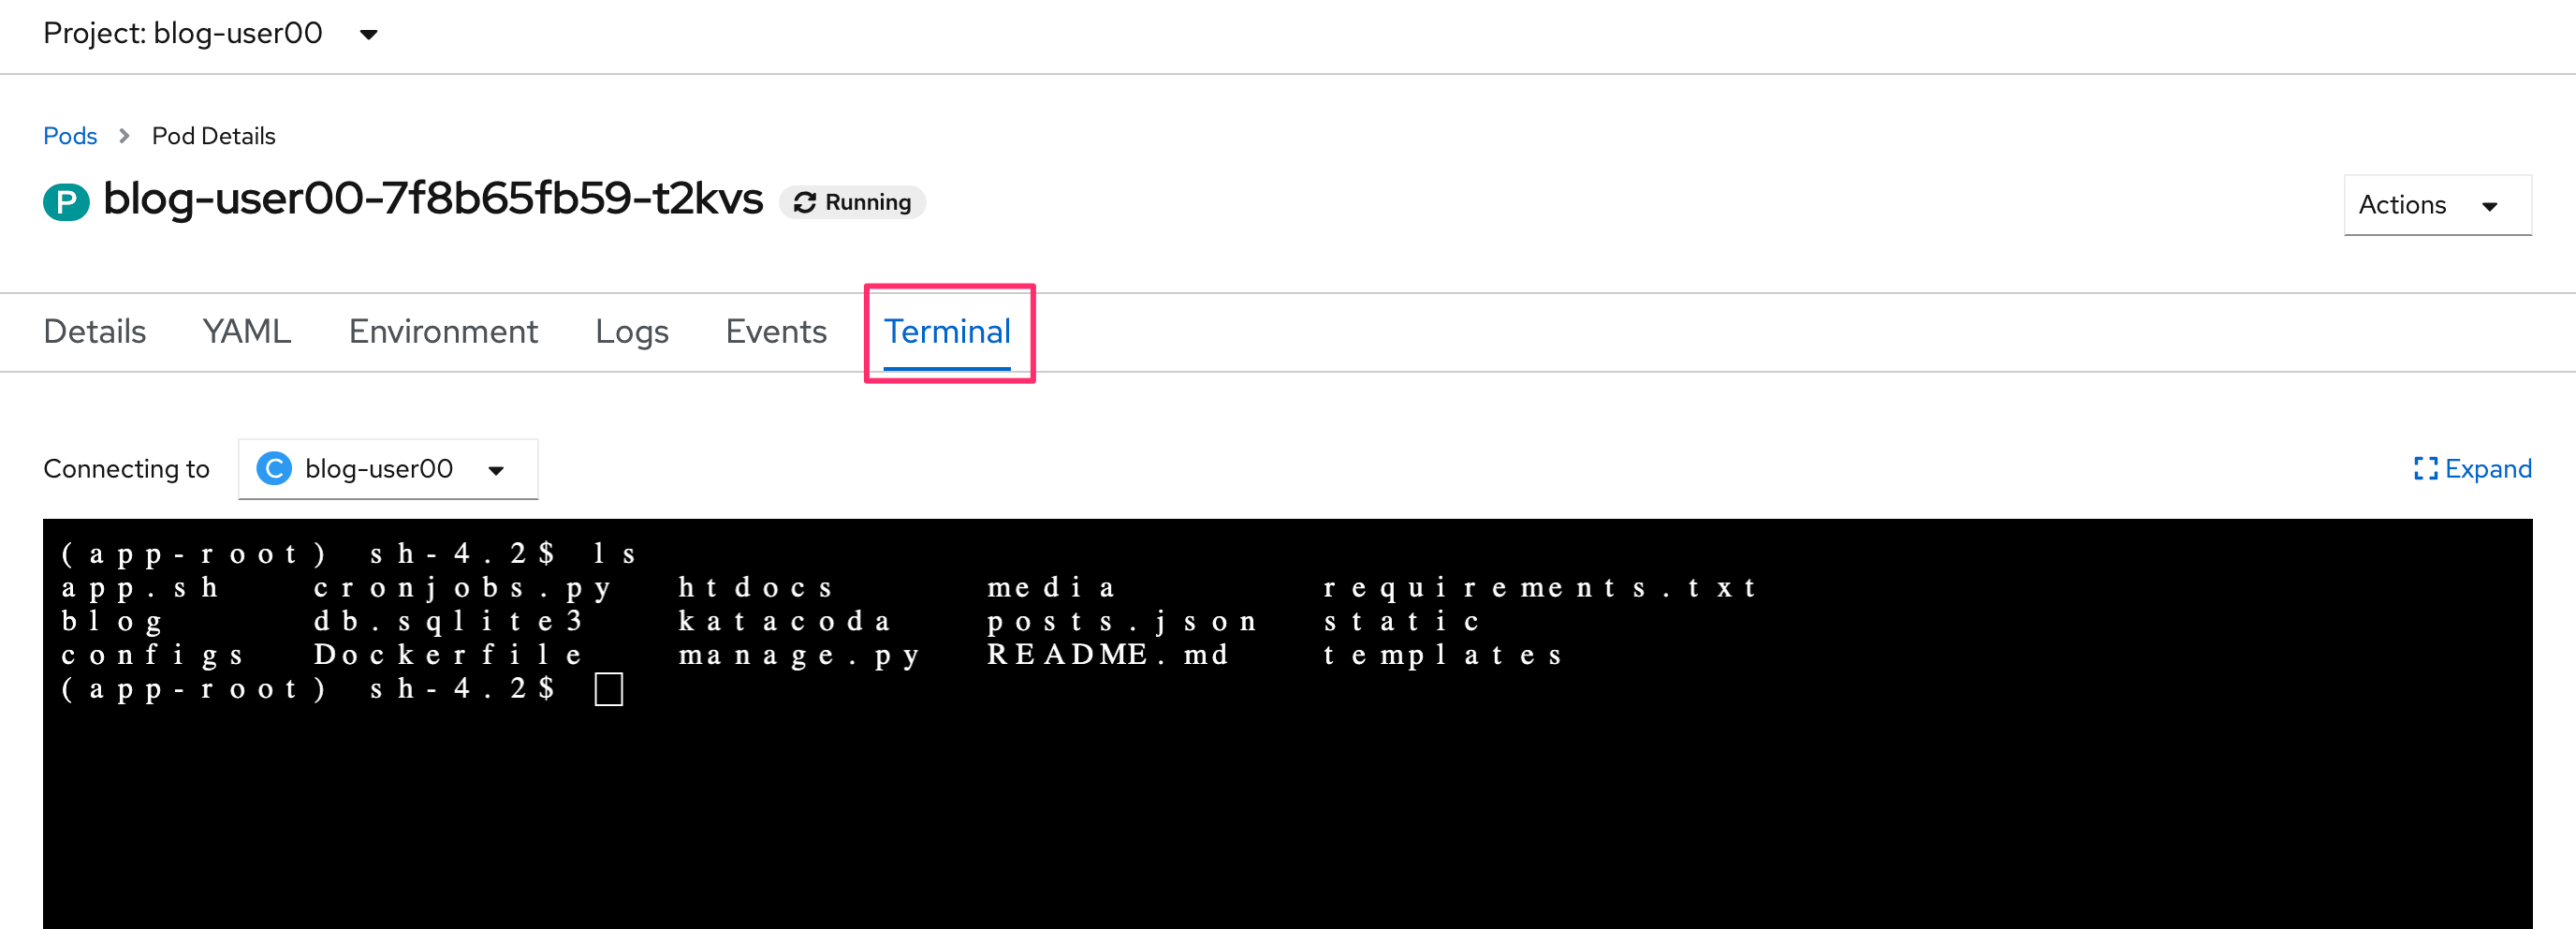 Project: blog-user00
Pods > Pod Details
P blog-user00-7f8b65fb59-t2kvs Running
Actions
Details YAML Environment Logs Events Terminal
Connecting to C blog-user00
Expand
(app-root) sh-4.2$ ls
app.sh cronjobs.py htdocs media requirements.txt
blog db.sqlite3 katacoda posts.json static
configs Dockerfile manage.py README.md templates
(app-root) sh-4.2$